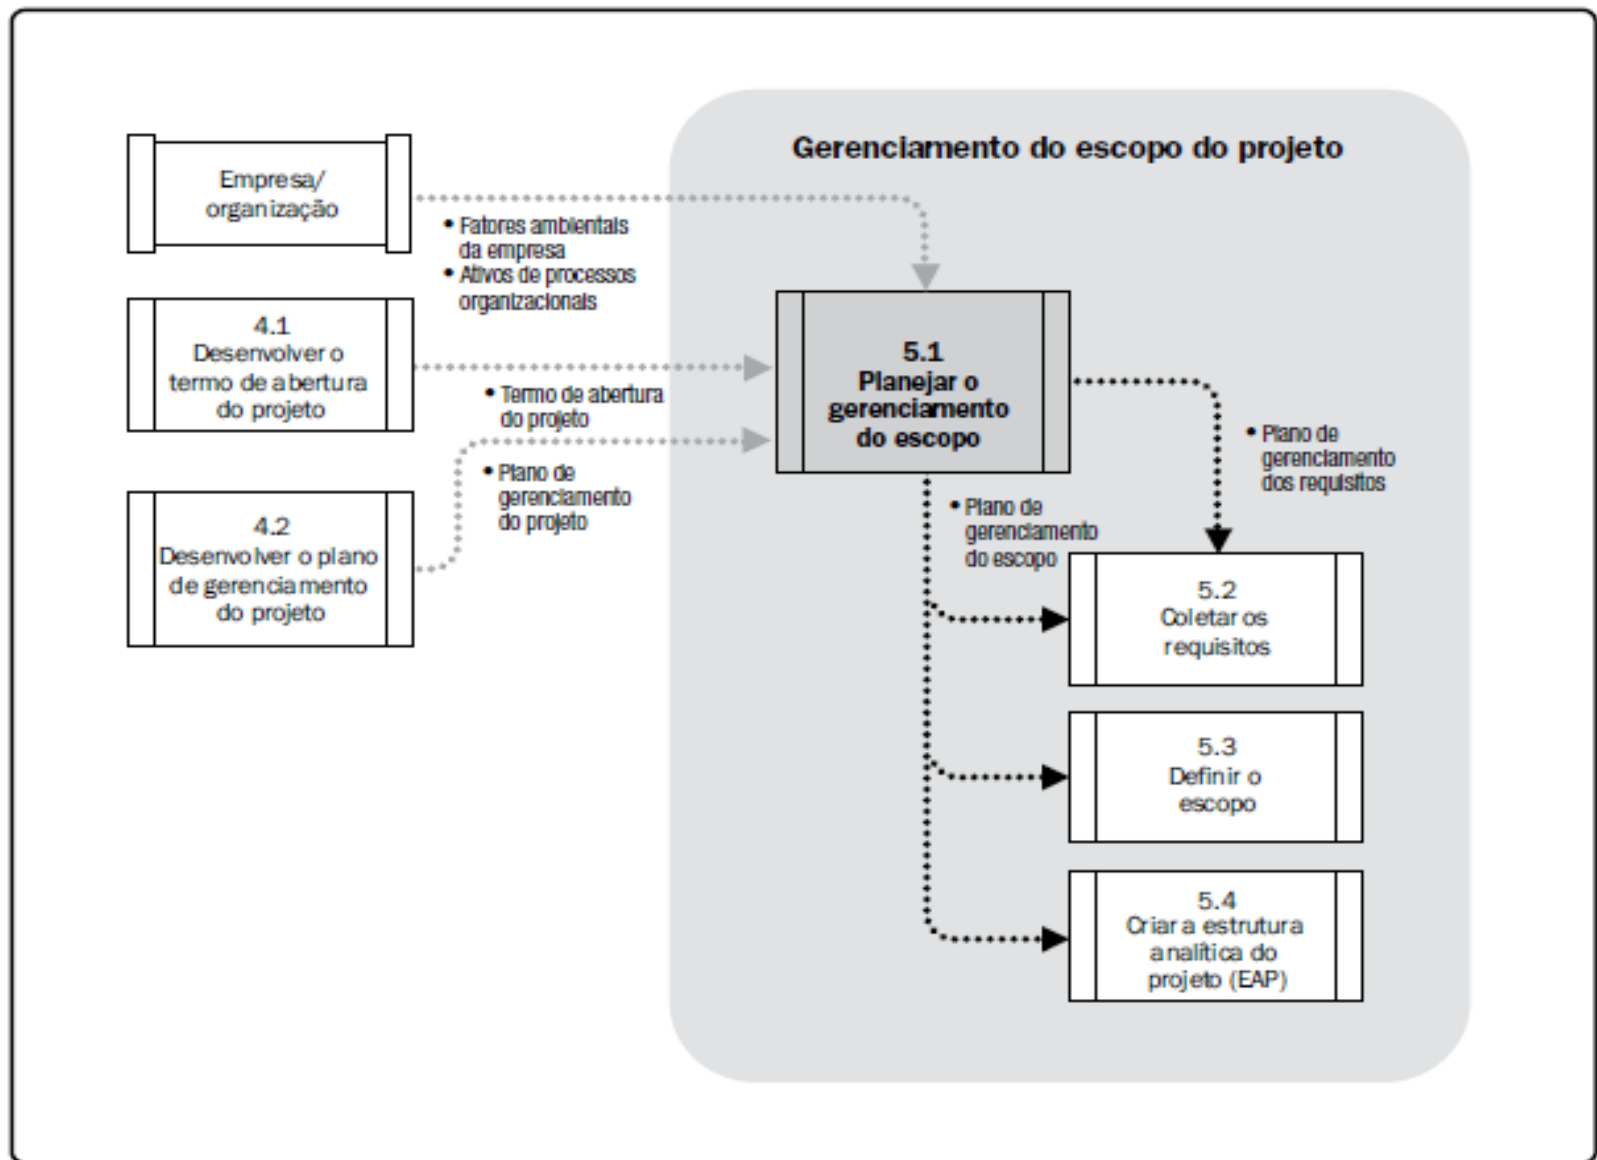 Gerenciamento do escopo do projeto
Empresa/
organização
• Fatores ambientais
da empresa
• Ativos de processos
organizacionais
4.1
Desenvolver o
termo de abertura
do projeto
• Termo de abertura
do projeto
5.1
Planejar o
gerenciamento
do escopo
• Plano de
gerenciamento
dos requisitos
4.2
Desenvolver o plano
de gerenciamento
do projeto
• Plano de
gerenciamento
do projeto
• Plano de
gerenciamento
do escopo
5.2
Coletar os
requisitos
5.3
Definir o
escopo
5.4
Criar a estrutura
analítica do
projeto (EAP)